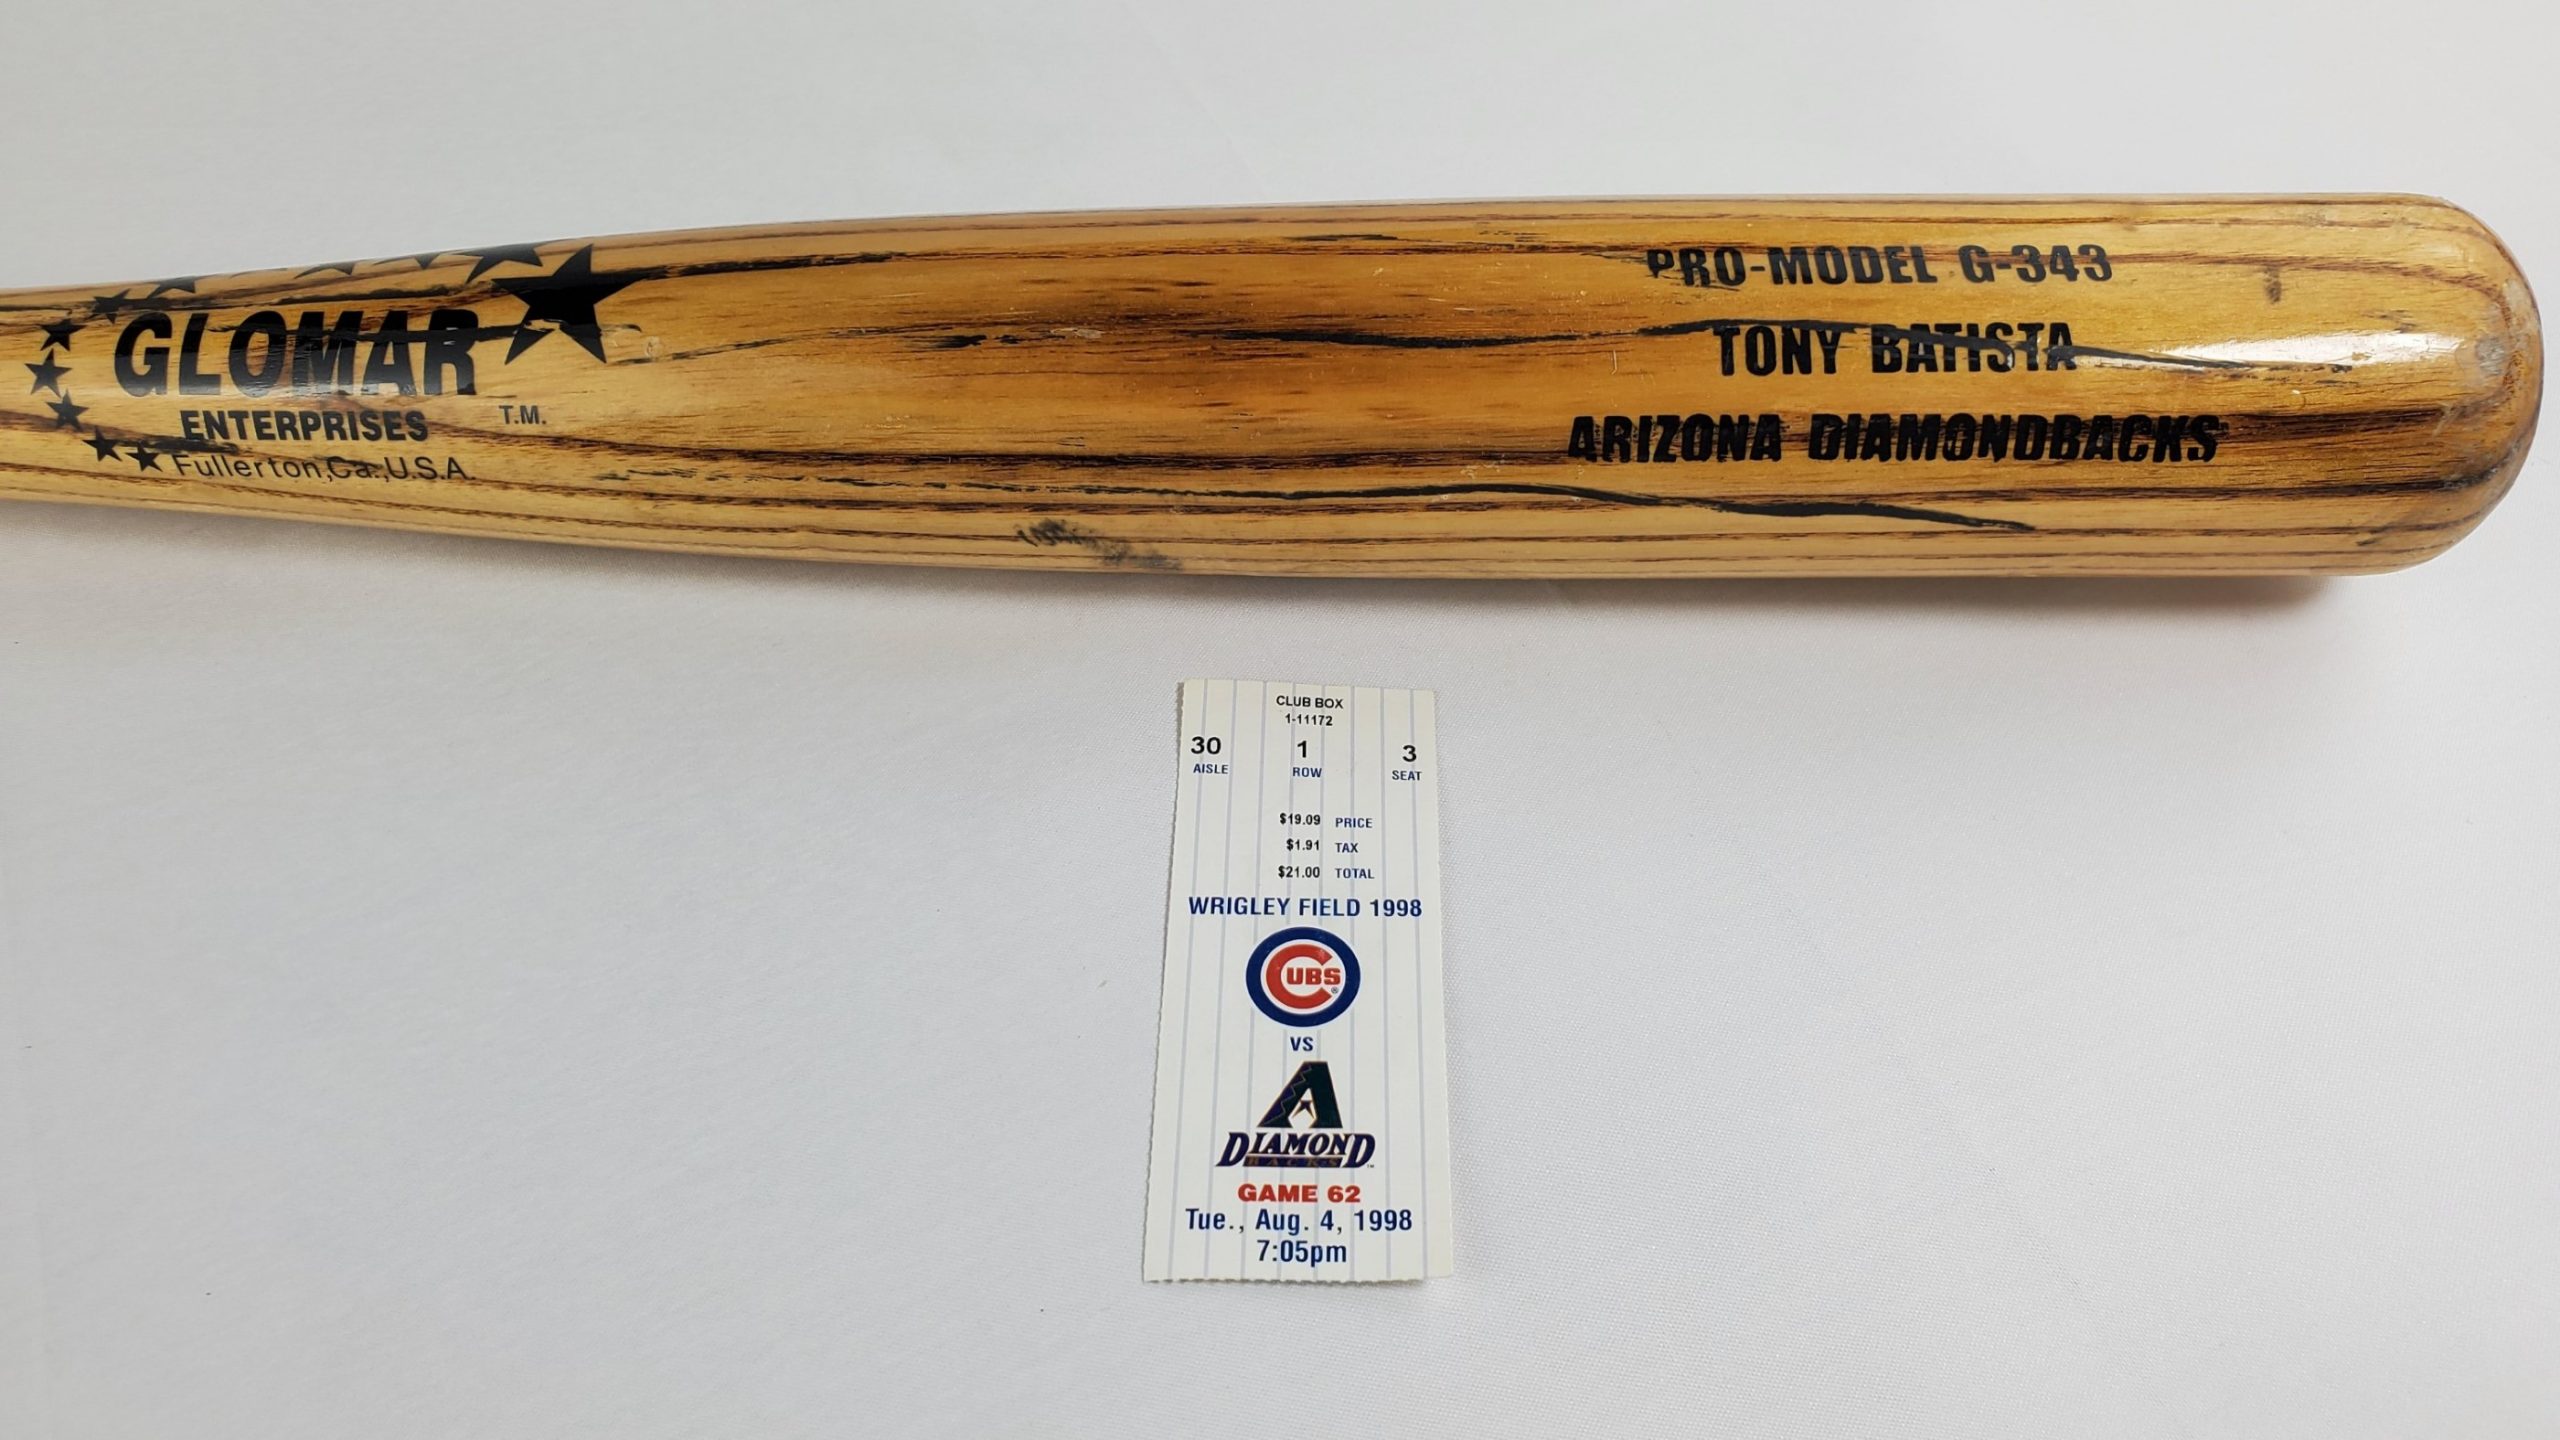 GLOMAR
ENTERPRISES T.M.
Fullerton,Ca.,U.S.A.
PRO-MODEL G-343
TONY BATISTA
ARIZONA DIAMONDBACKS
CLUB BOX
1-11172
30 1 3
AISLE ROW SEAT
$19.09 PRICE
$1.91 TAX
$21.00 TOTAL
WRIGLEY FIELD 1998
CUBS ®
VS
A
DIAMOND
BACKS ™
GAME 62
Tue., Aug. 4, 1998
7:05pm